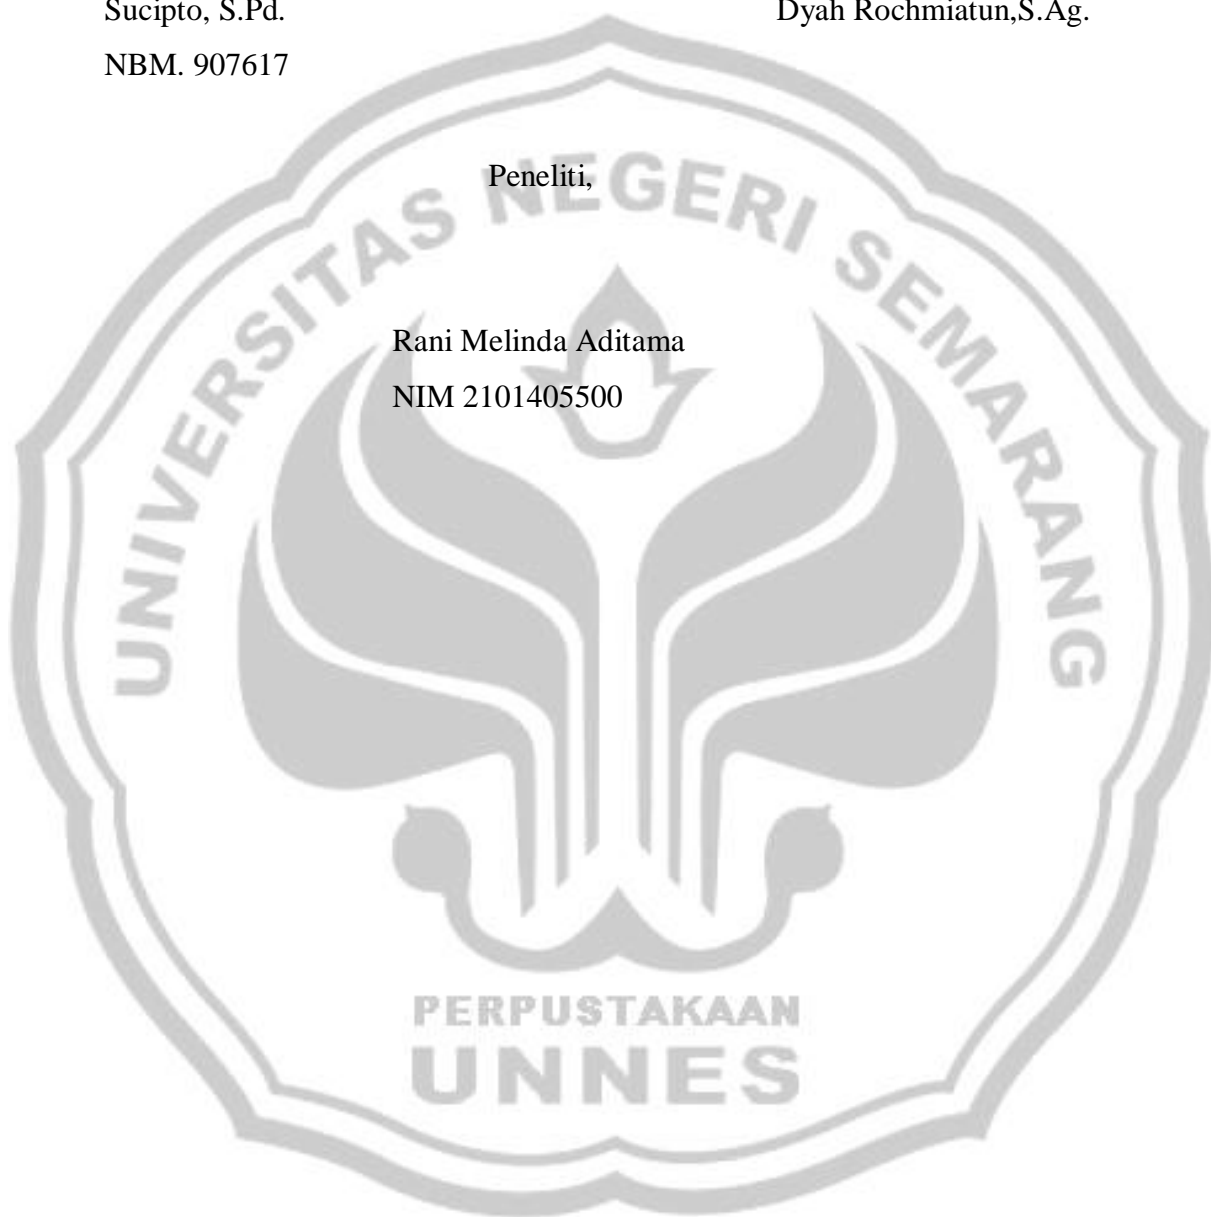 Sucipto, S.Pd. Dyah Rochmiatun,S.Ag.
NBM. 907617
Peneliti,
Rani Melinda Aditama
NIM 2101405500
UNIVERSITAS NEGERI SEMARANG
PERPUSTAKAAN
UNNES